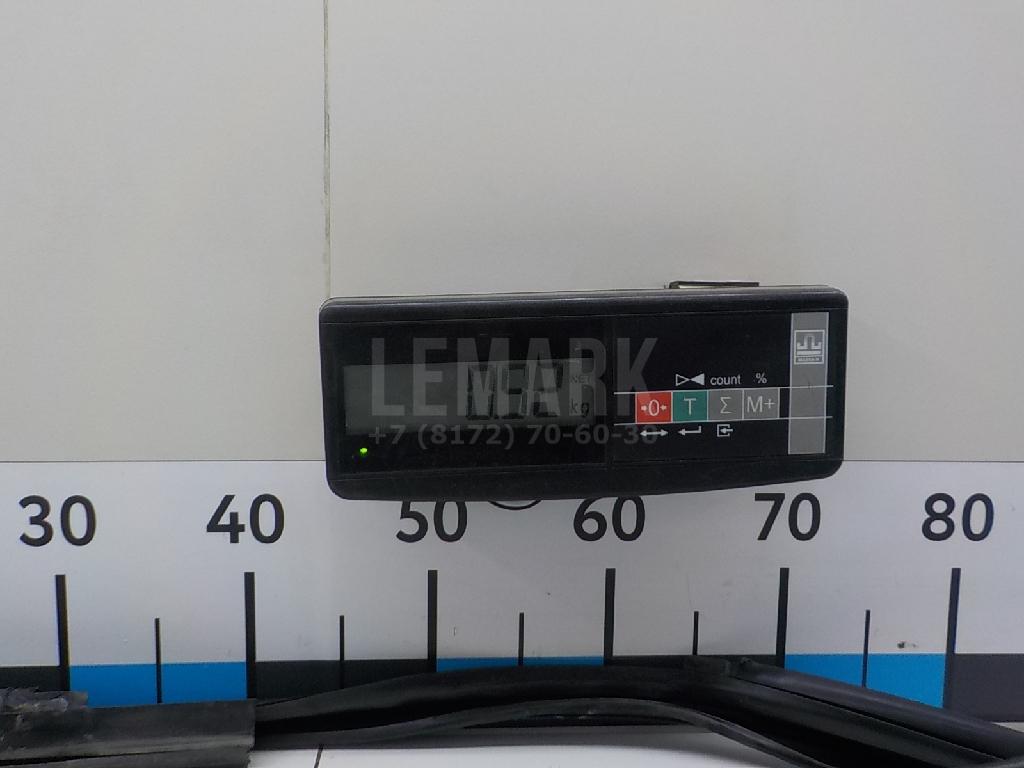 LEMARK
+7 (8172) 70-60-30
NET
kg
count %
→0← T Σ M+
30 40 50 60 70 80